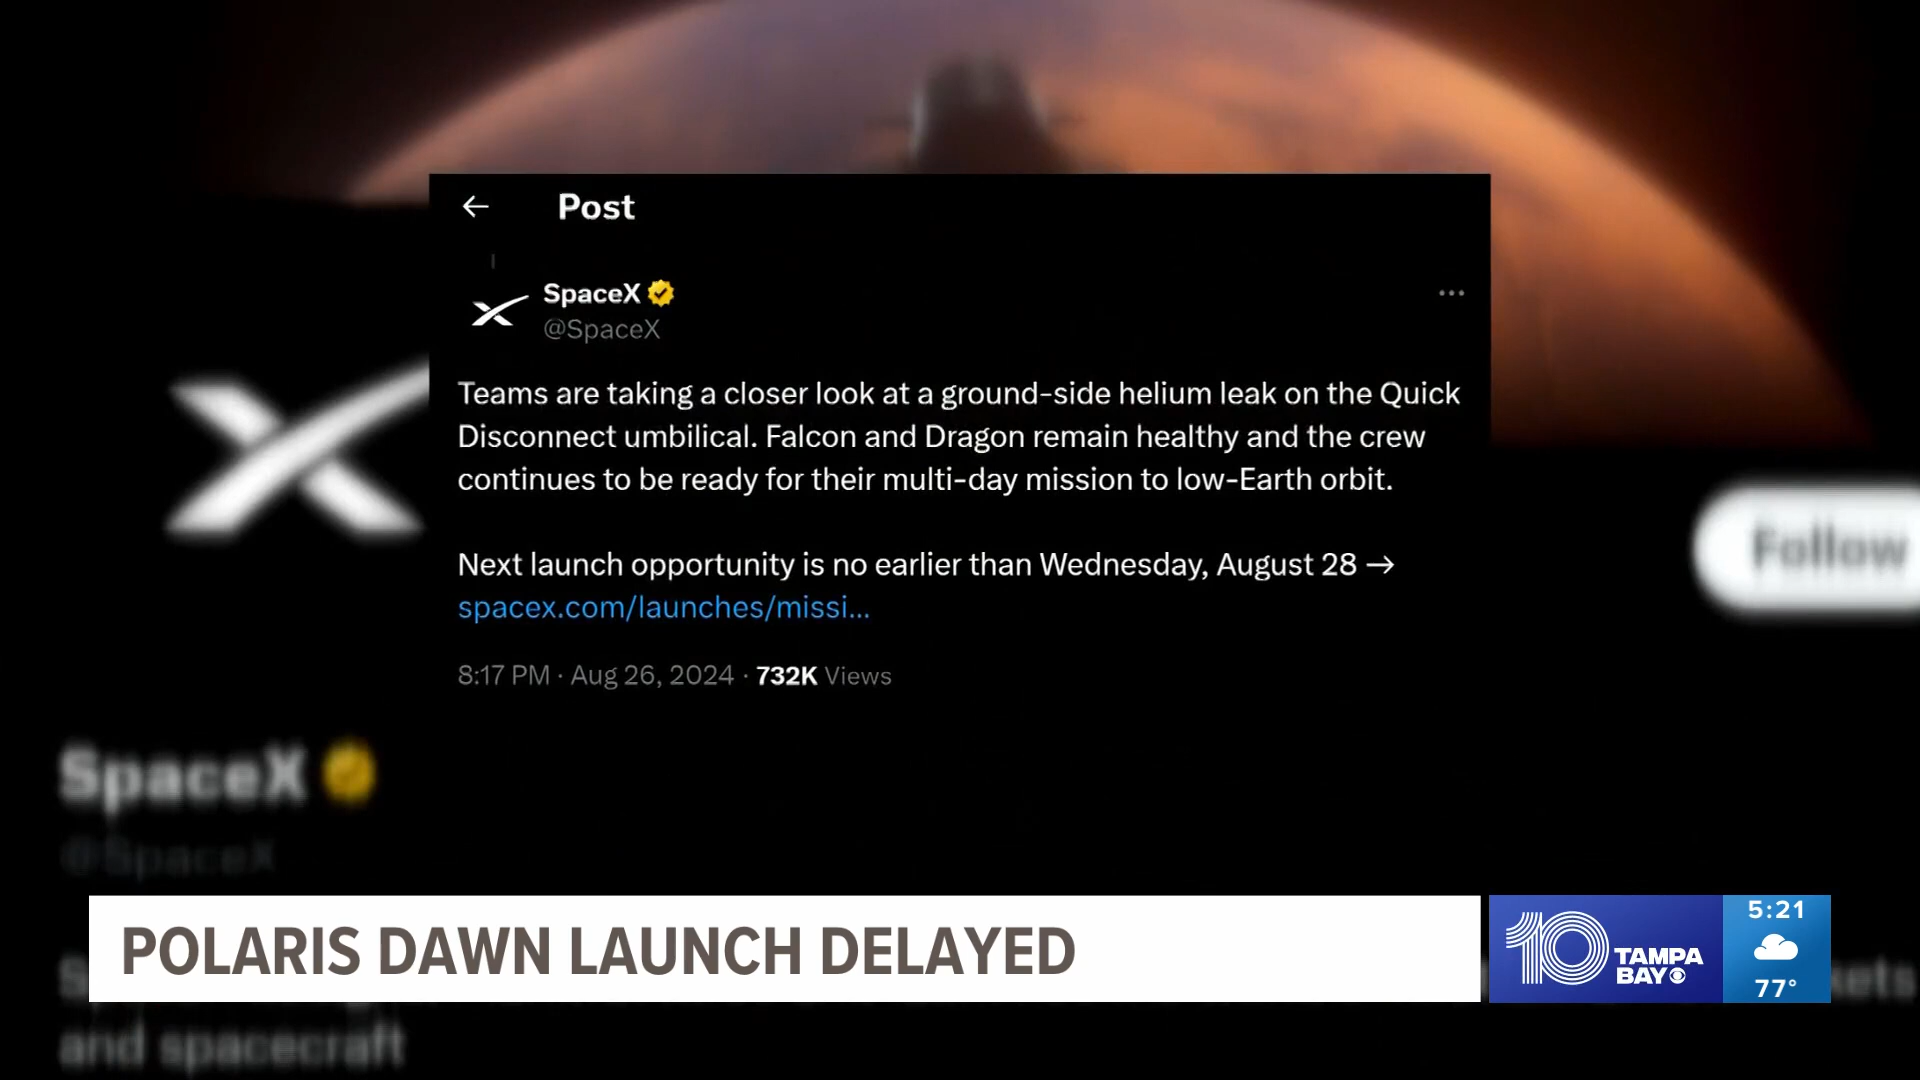 Post
SpaceX
@SpaceX
Teams are taking a closer look at a ground-side helium leak on the Quick
Disconnect umbilical. Falcon and Dragon remain healthy and the crew
continues to be ready for their multi-day mission to low-Earth orbit.
Next launch opportunity is no earlier than Wednesday, August 28 →
spacex.com/launches/missi...
8:17 PM · Aug 26, 2024 · 732K Views
Follow
SpaceX
@SpaceX
and spacecraft
POLARIS DAWN LAUNCH DELAYED
10 TAMPA BAY
5:21
77°